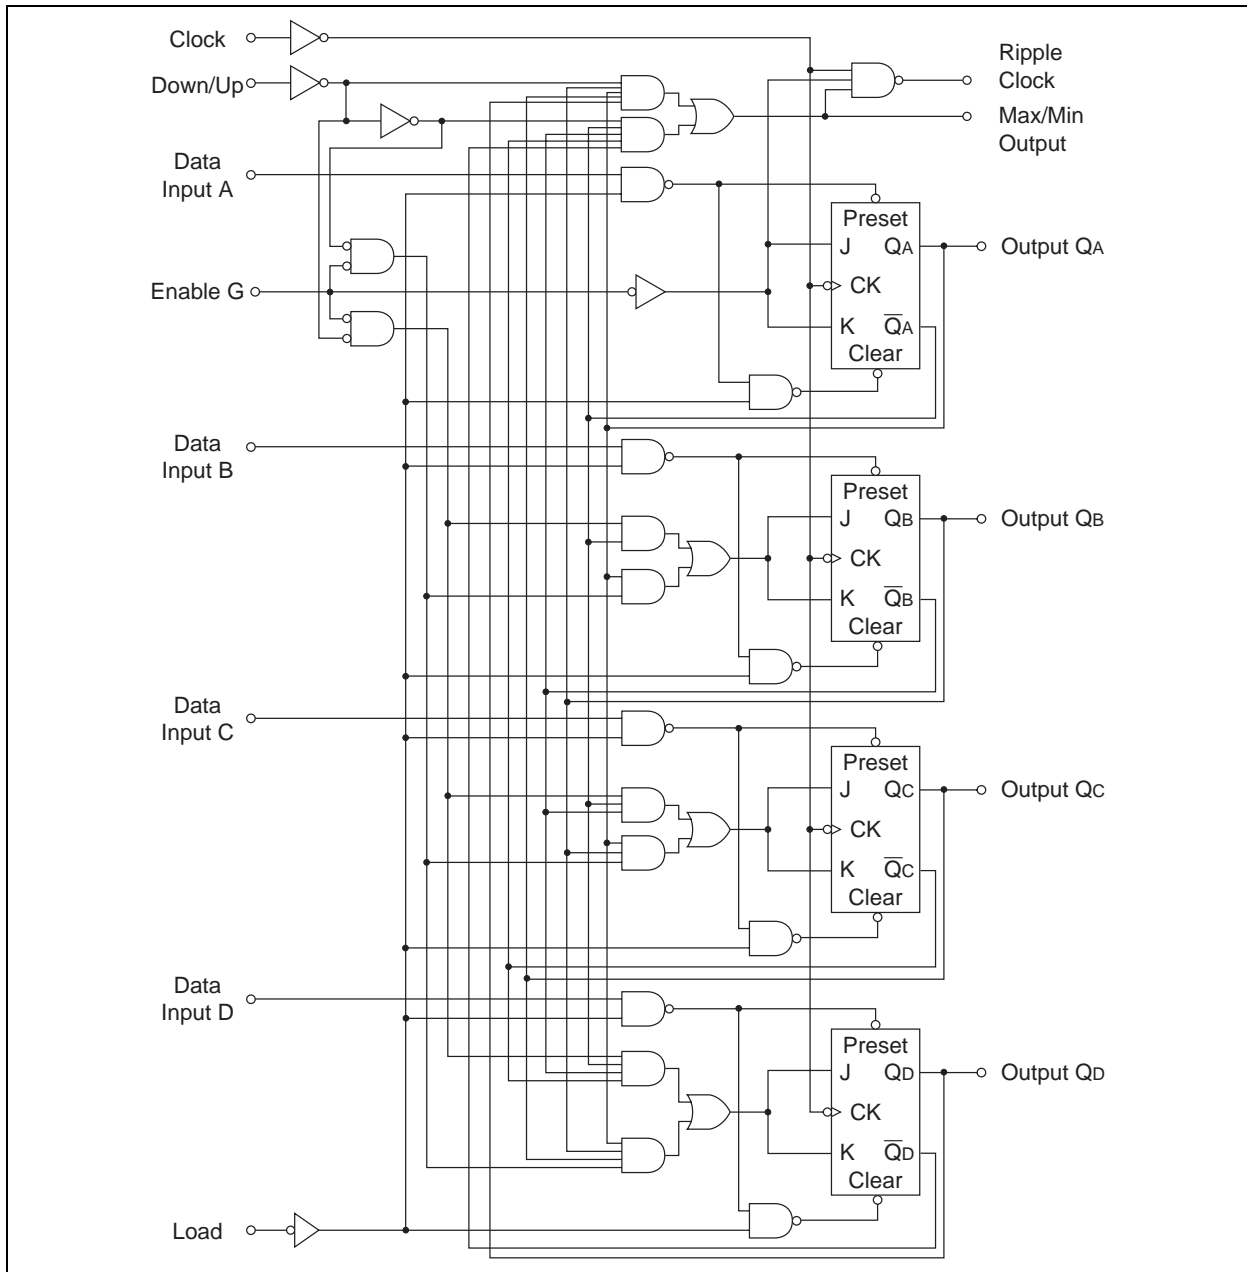 Clock
Down/Up
Ripple
Clock
Max/Min
Output
Data
Input A
Preset
J QA
CK
K Q̅A
Clear
Output QA
Enable G
Data
Input B
Preset
J QB
CK
K Q̅B
Clear
Output QB
Data
Input C
Preset
J QC
CK
K Q̅C
Clear
Output QC
Data
Input D
Preset
J QD
CK
K Q̅D
Clear
Output QD
Load